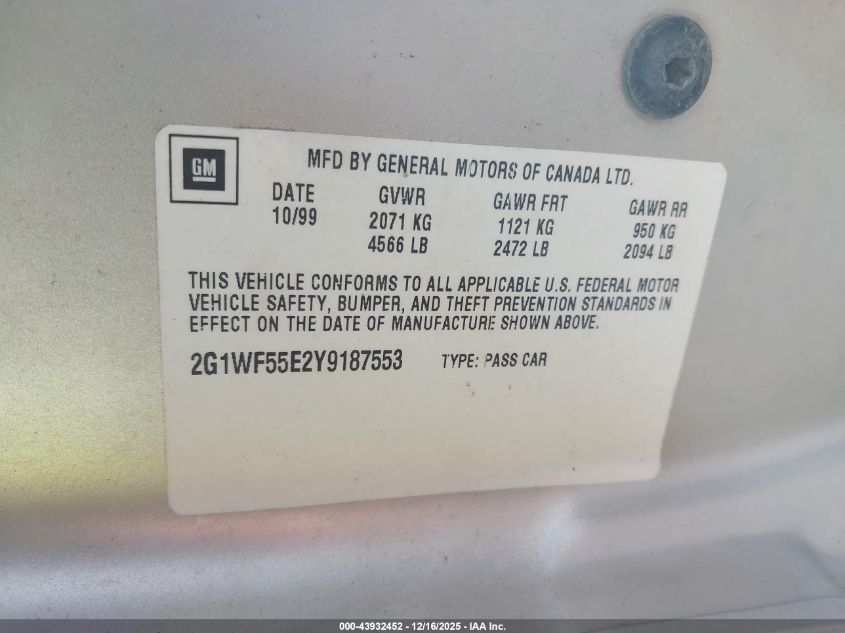 GM
MFD BY GENERAL MOTORS OF CANADA LTD.
DATE GVWR GAWR FRT GAWR RR
10/99 2071 KG 1121 KG 950 KG
4566 LB 2472 LB 2094 LB
THIS VEHICLE CONFORMS TO ALL APPLICABLE U.S. FEDERAL MOTOR
VEHICLE SAFETY, BUMPER, AND THEFT PREVENTION STANDARDS IN
EFFECT ON THE DATE OF MANUFACTURE SHOWN ABOVE.
2G1WF55E2Y9187553 TYPE: PASS CAR
000-43932452 - 12/16/2025 - IAA Inc.